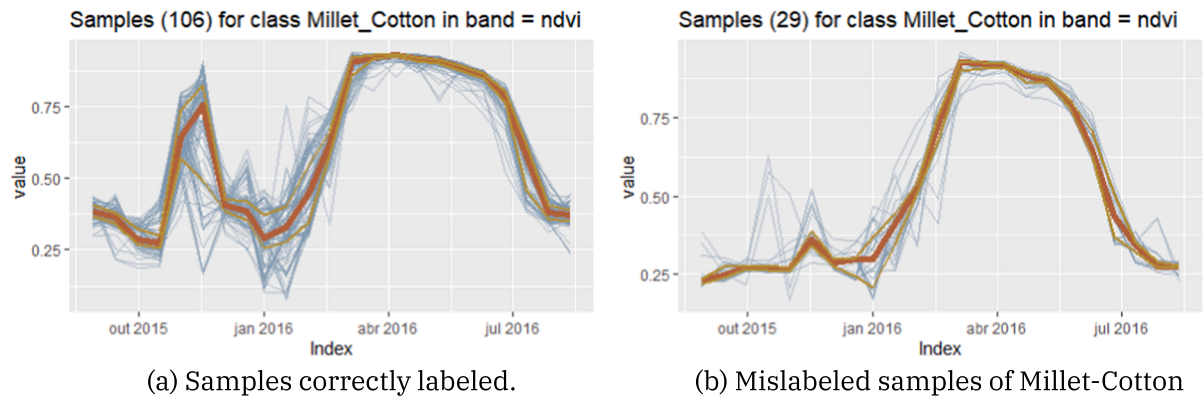 Samples (106) for class Millet_Cotton in band = ndvi
value
0.75
0.50
0.25
out 2015
jan 2016
abr 2016
jul 2016
Index
(a) Samples correctly labeled.
Samples (29) for class Millet_Cotton in band = ndvi
value
0.75
0.50
0.25
out 2015
jan 2016
abr 2016
jul 2016
Index
(b) Mislabeled samples of Millet-Cotton